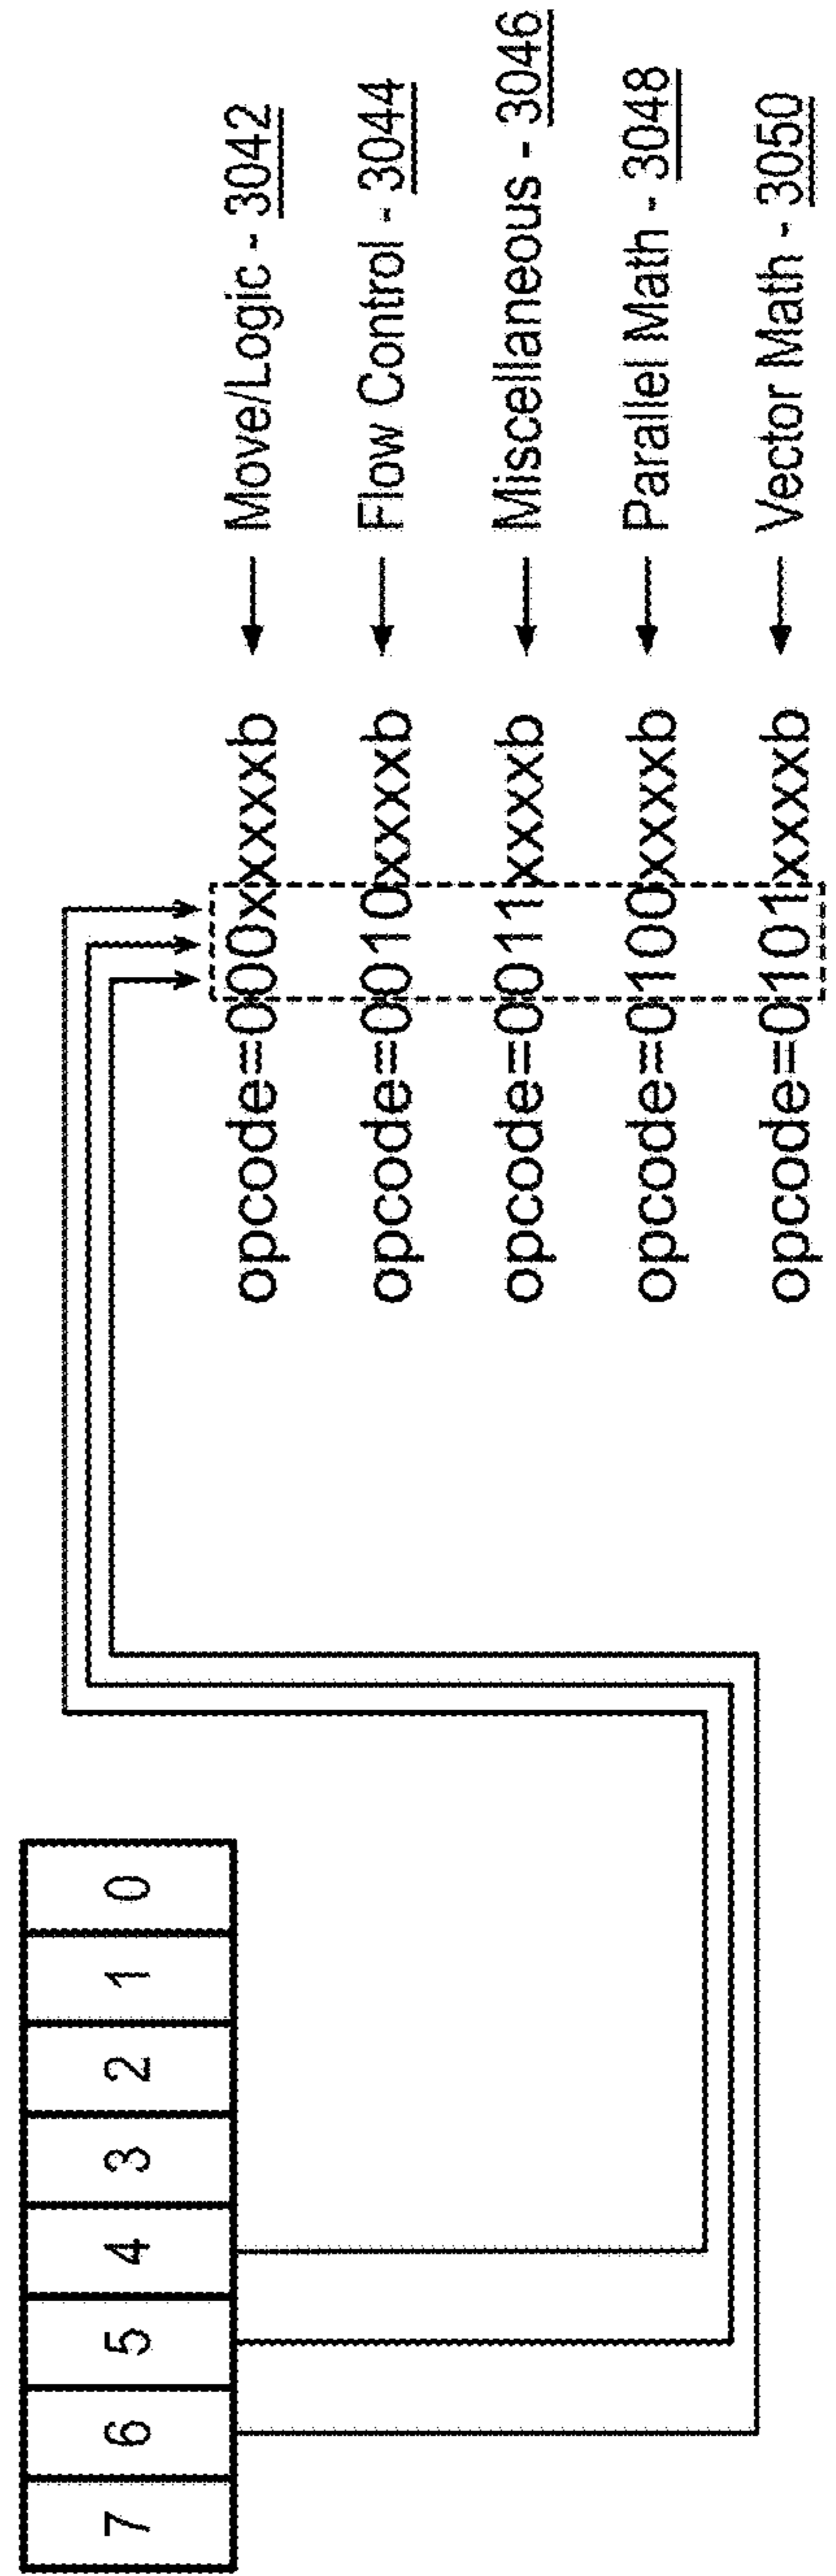 7 6 5 4 3 2 1 0
opcode=000xxxxxb ← Move/Logic - 3042
opcode=0010xxxxb ← Flow Control - 3044
opcode=0011xxxxb ← Miscellaneous - 3046
opcode=0100xxxxb ← Parallel Math - 3048
opcode=0101xxxxb ← Vector Math - 3050